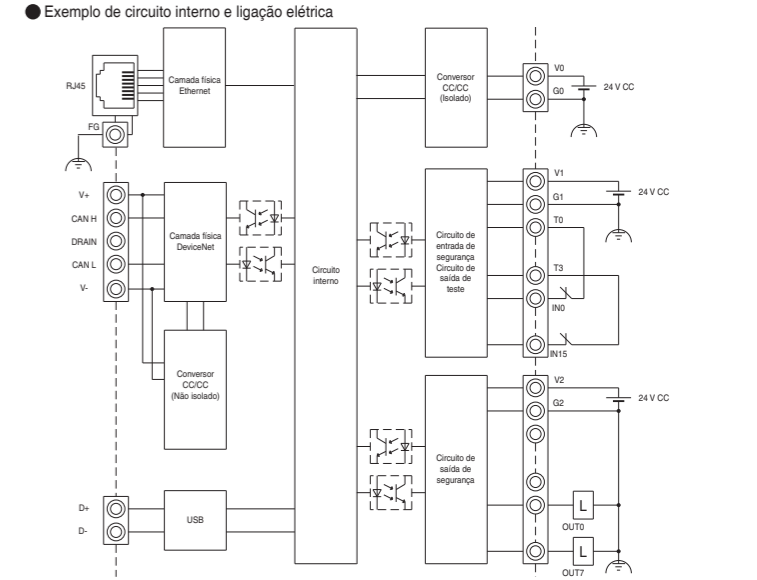 ● Exemplo de circuito interno e ligação elétrica
RJ45
Camada física
Ethernet
FG
V+
CAN H
DRAIN
CAN L
V-
Camada física
DeviceNet
Conversor
CC/CC
(Não isolado)
D+
D-
USB
Circuito
interno
Conversor
CC/CC
(Isolado)
V0
G0
24 V CC
Circuito de
entrada de
segurança
Circuito de
saída de
teste
V1
G1
T0
T3
IN0
IN15
24 V CC
Circuito de
saída de
segurança
V2
G2
24 V CC
L
OUT0
L
OUT7